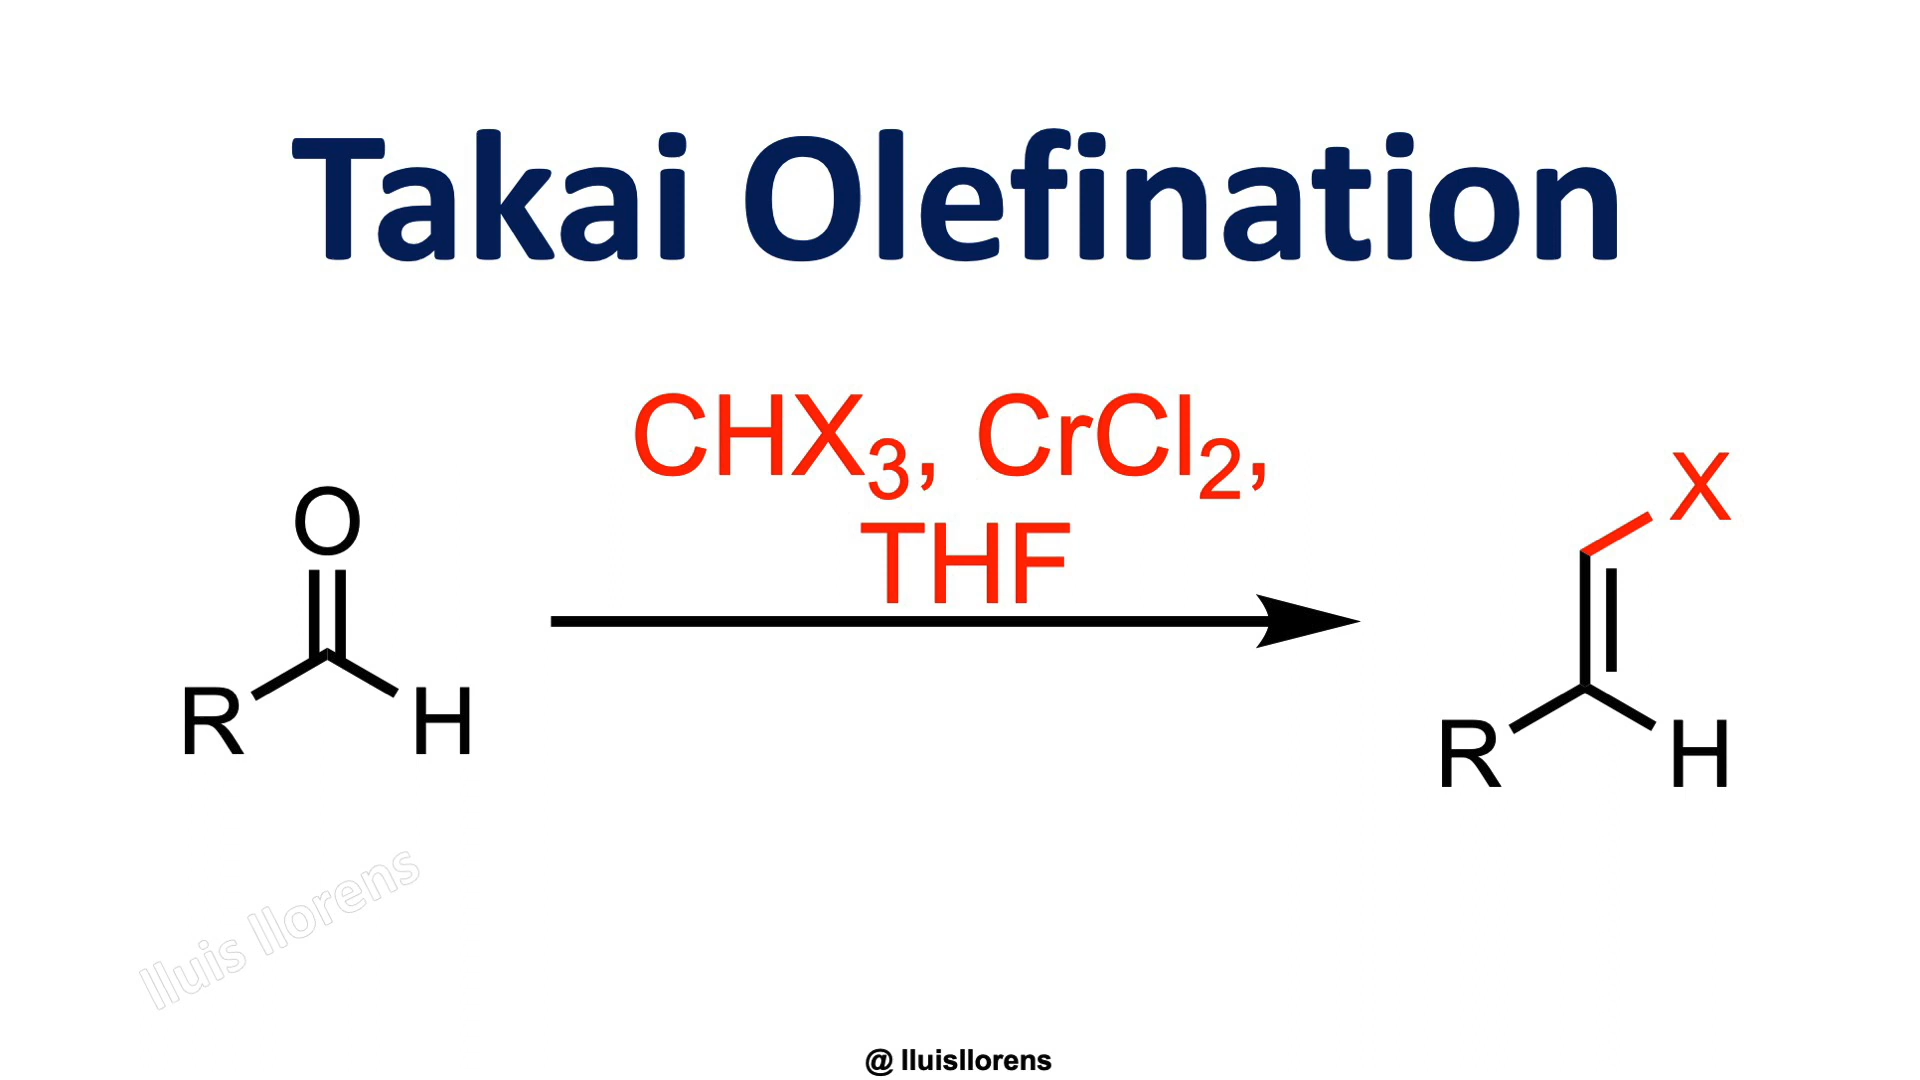 Takai Olefination
CHX3, CrCl2,
THF
O
R
H
X
R
H
lluis llorens
@ lluisllorens